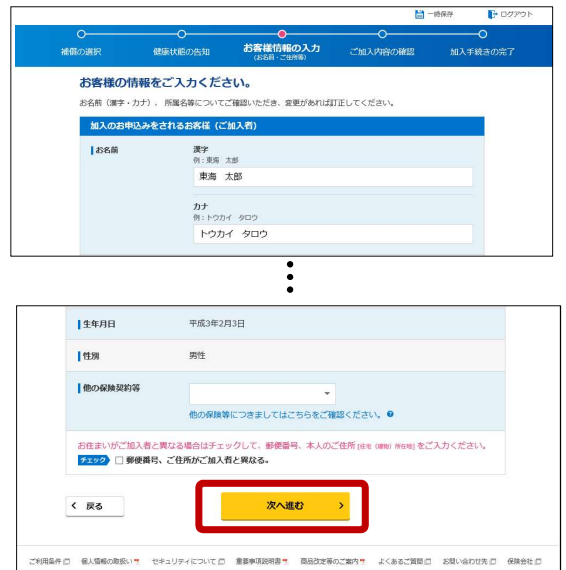 一時保存 ログアウト
補償の選択 健康状態の告知 お客様情報の入力 ご加入内容の確認 加入手続きの完了
(お名前・ご住所等)
お客様の情報をご入力ください。
お名前（漢字・カナ）、所属名等についてご確認いただき、変更があれば訂正してください。
加入のお申込みをされるお客様（ご加入者）
お名前 漢字
例：東海 太郎
東海 太郎
カナ
例：トウカイ タロウ
トウカイ タロウ
生年月日 平成3年2月3日
性別 男性
他の保険契約等
他の保険等につきましてはこちらをご確認ください。
お住まいがご加入者と異なる場合はチェックして、郵便番号、本人のご住所 [住宅（建物）所在地] をご入力ください。
チェック 郵便番号、ご住所がご加入者と異なる。
戻る 次へ進む
ご利用条件 個人情報の取扱い セキュリティについて 重要事項説明書 商品改定等のご案内 よくあるご質問 お問い合わせ先 保険会社